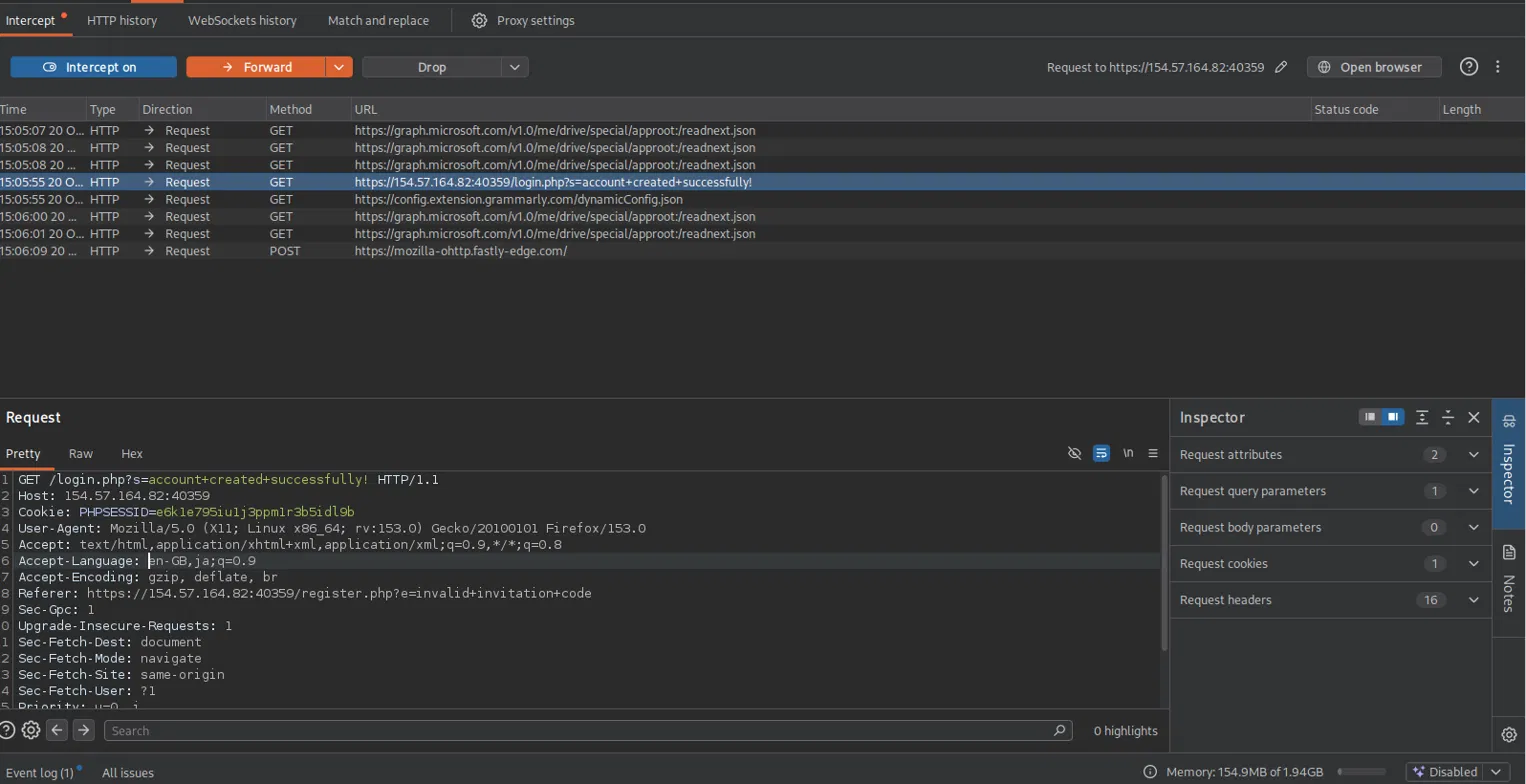 Intercept HTTP history WebSockets history Match and replace Proxy settings
Intercept on Forward Drop Request to https://154.57.164.82:40359 Open browser
Time Type Direction Method URL Status code Length
15:05:07 20 O... HTTP → Request GET https://graph.microsoft.com/v1.0/me/drive/special/approot:/readnext.json
15:05:08 20 ... HTTP → Request GET https://graph.microsoft.com/v1.0/me/drive/special/approot:/readnext.json
15:05:08 20 ... HTTP → Request GET https://graph.microsoft.com/v1.0/me/drive/special/approot:/readnext.json
15:05:55 20 O... HTTP → Request GET https://154.57.164.82:40359/login.php?s=account+created+successfully!
15:05:55 20 O... HTTP → Request GET https://config.extension.grammarly.com/dynamicConfig.json
15:06:00 20 ... HTTP → Request GET https://graph.microsoft.com/v1.0/me/drive/special/approot:/readnext.json
15:06:01 20 O... HTTP → Request GET https://graph.microsoft.com/v1.0/me/drive/special/approot:/readnext.json
15:06:09 20 ... HTTP → Request POST https://mozilla-ohttp.fastly-edge.com/
Request
Pretty Raw Hex \n
1 GET /login.php?s=account+created+successfully! HTTP/1.1
2 Host: 154.57.164.82:40359
3 Cookie: PHPSESSID=e6k1e795iu1j3ppm1r3b5idl9b
4 User-Agent: Mozilla/5.0 (X11; Linux x86_64; rv:153.0) Gecko/20100101 Firefox/153.0
5 Accept: text/html,application/xhtml+xml,application/xml;q=0.9,*/*;q=0.8
6 Accept-Language: en-GB,ja;q=0.9
7 Accept-Encoding: gzip, deflate, br
8 Referer: https://154.57.164.82:40359/register.php?e=invalid+invitation+code
9 Sec-Gpc: 1
0 Upgrade-Insecure-Requests: 1
1 Sec-Fetch-Dest: document
2 Sec-Fetch-Mode: navigate
3 Sec-Fetch-Site: same-origin
4 Sec-Fetch-User: ?1
5 Priority: u=0, i
Search 0 highlights
Inspector
Request attributes 2
Request query parameters 1
Request body parameters 0
Request cookies 1
Request headers 16
Inspector
Notes
Event log (1) All issues Memory: 154.9MB of 1.94GB Disabled